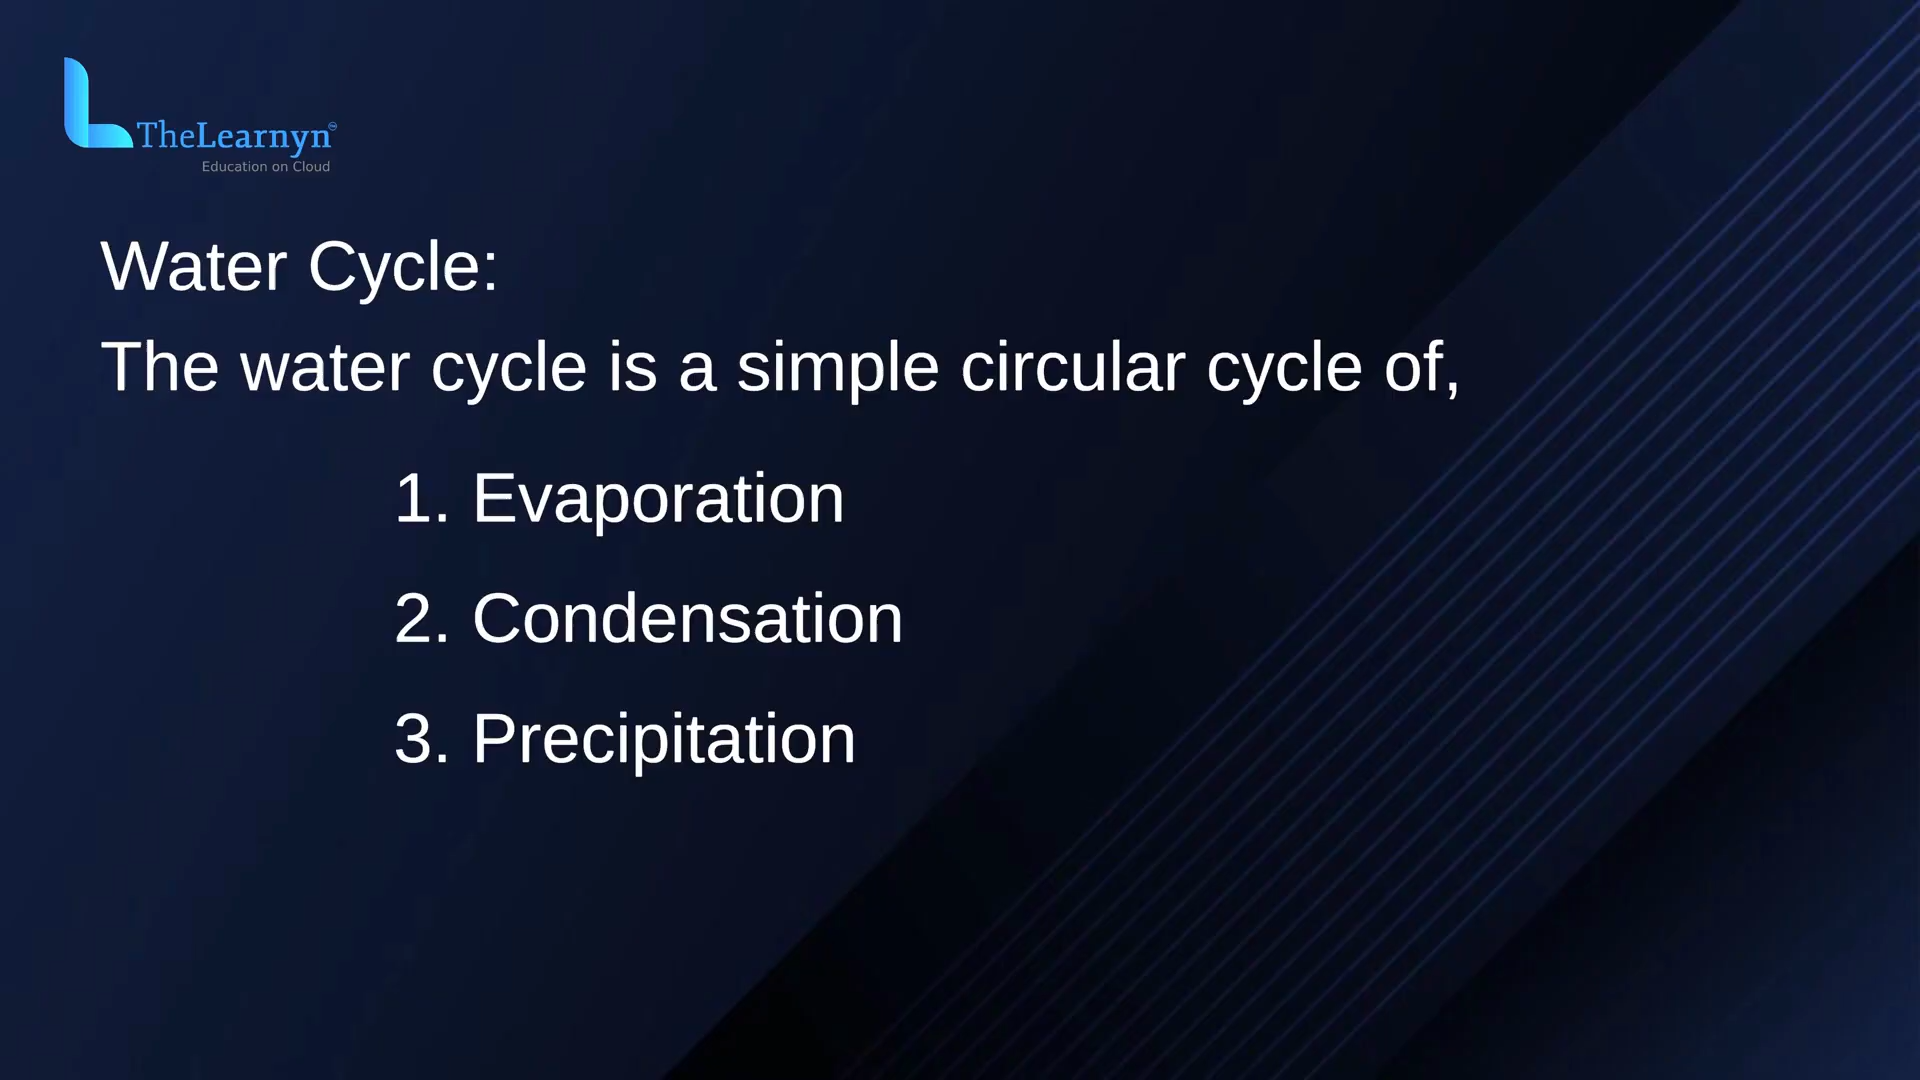 TheLearnyn
Education on Cloud
Water Cycle:
The water cycle is a simple circular cycle of,
1. Evaporation
2. Condensation
3. Precipitation